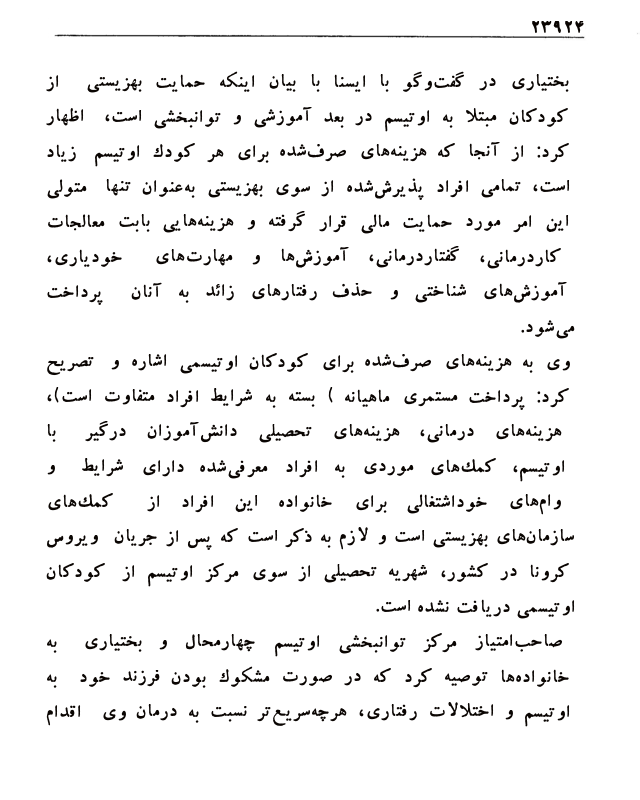 ۲۳۹۲۴
بختیاری در گفت‌وگو با ایسنا با بیان اینکه حمایت بهزیستی از
کودکان مبتلا به اوتیسم در بعد آموزشی و توانبخشی است، اظهار
کرد: از آنجا که هزینه‌های صرف‌شده برای هر کودك اوتیسم زیاد
است، تمامی افراد پذیرش‌شده از سوی بهزیستی به‌عنوان تنها متولی
این امر مورد حمایت مالی قرار گرفته و هزینه‌هایی بابت معالجات
کاردرمانی، گفتاردرمانی، آموزش‌ها و مهارت‌های خودیاری،
آموزش‌های شناختی و حذف رفتارهای زائد به آنان پرداخت
می‌شود.
وی به هزینه‌های صرف‌شده برای کودکان اوتیسمی اشاره و تصریح
کرد: پرداخت مستمری ماهیانه ) بسته به شرایط افراد متفاوت است)،
هزینه‌های درمانی، هزینه‌های تحصیلی دانش‌آموزان درگیر با
اوتیسم، کمك‌های موردی به افراد معرفی‌شده دارای شرایط و
وام‌های خوداشتغالی برای خانواده این افراد از کمك‌های
سازمان‌های بهزیستی است و لازم به ذکر است که پس از جریان ویروس
کرونا در کشور، شهریه تحصیلی از سوی مرکز اوتیسم از کودکان
اوتیسمی دریافت نشده است.
صاحب‌امتیاز مرکز توانبخشی اوتیسم چهارمحال و بختیاری به
خانواده‌ها توصیه کرد که در صورت مشکوك بودن فرزند خود به
اوتیسم و اختلالات رفتاری، هرچه‌سریع‌تر نسبت به درمان وی اقدام